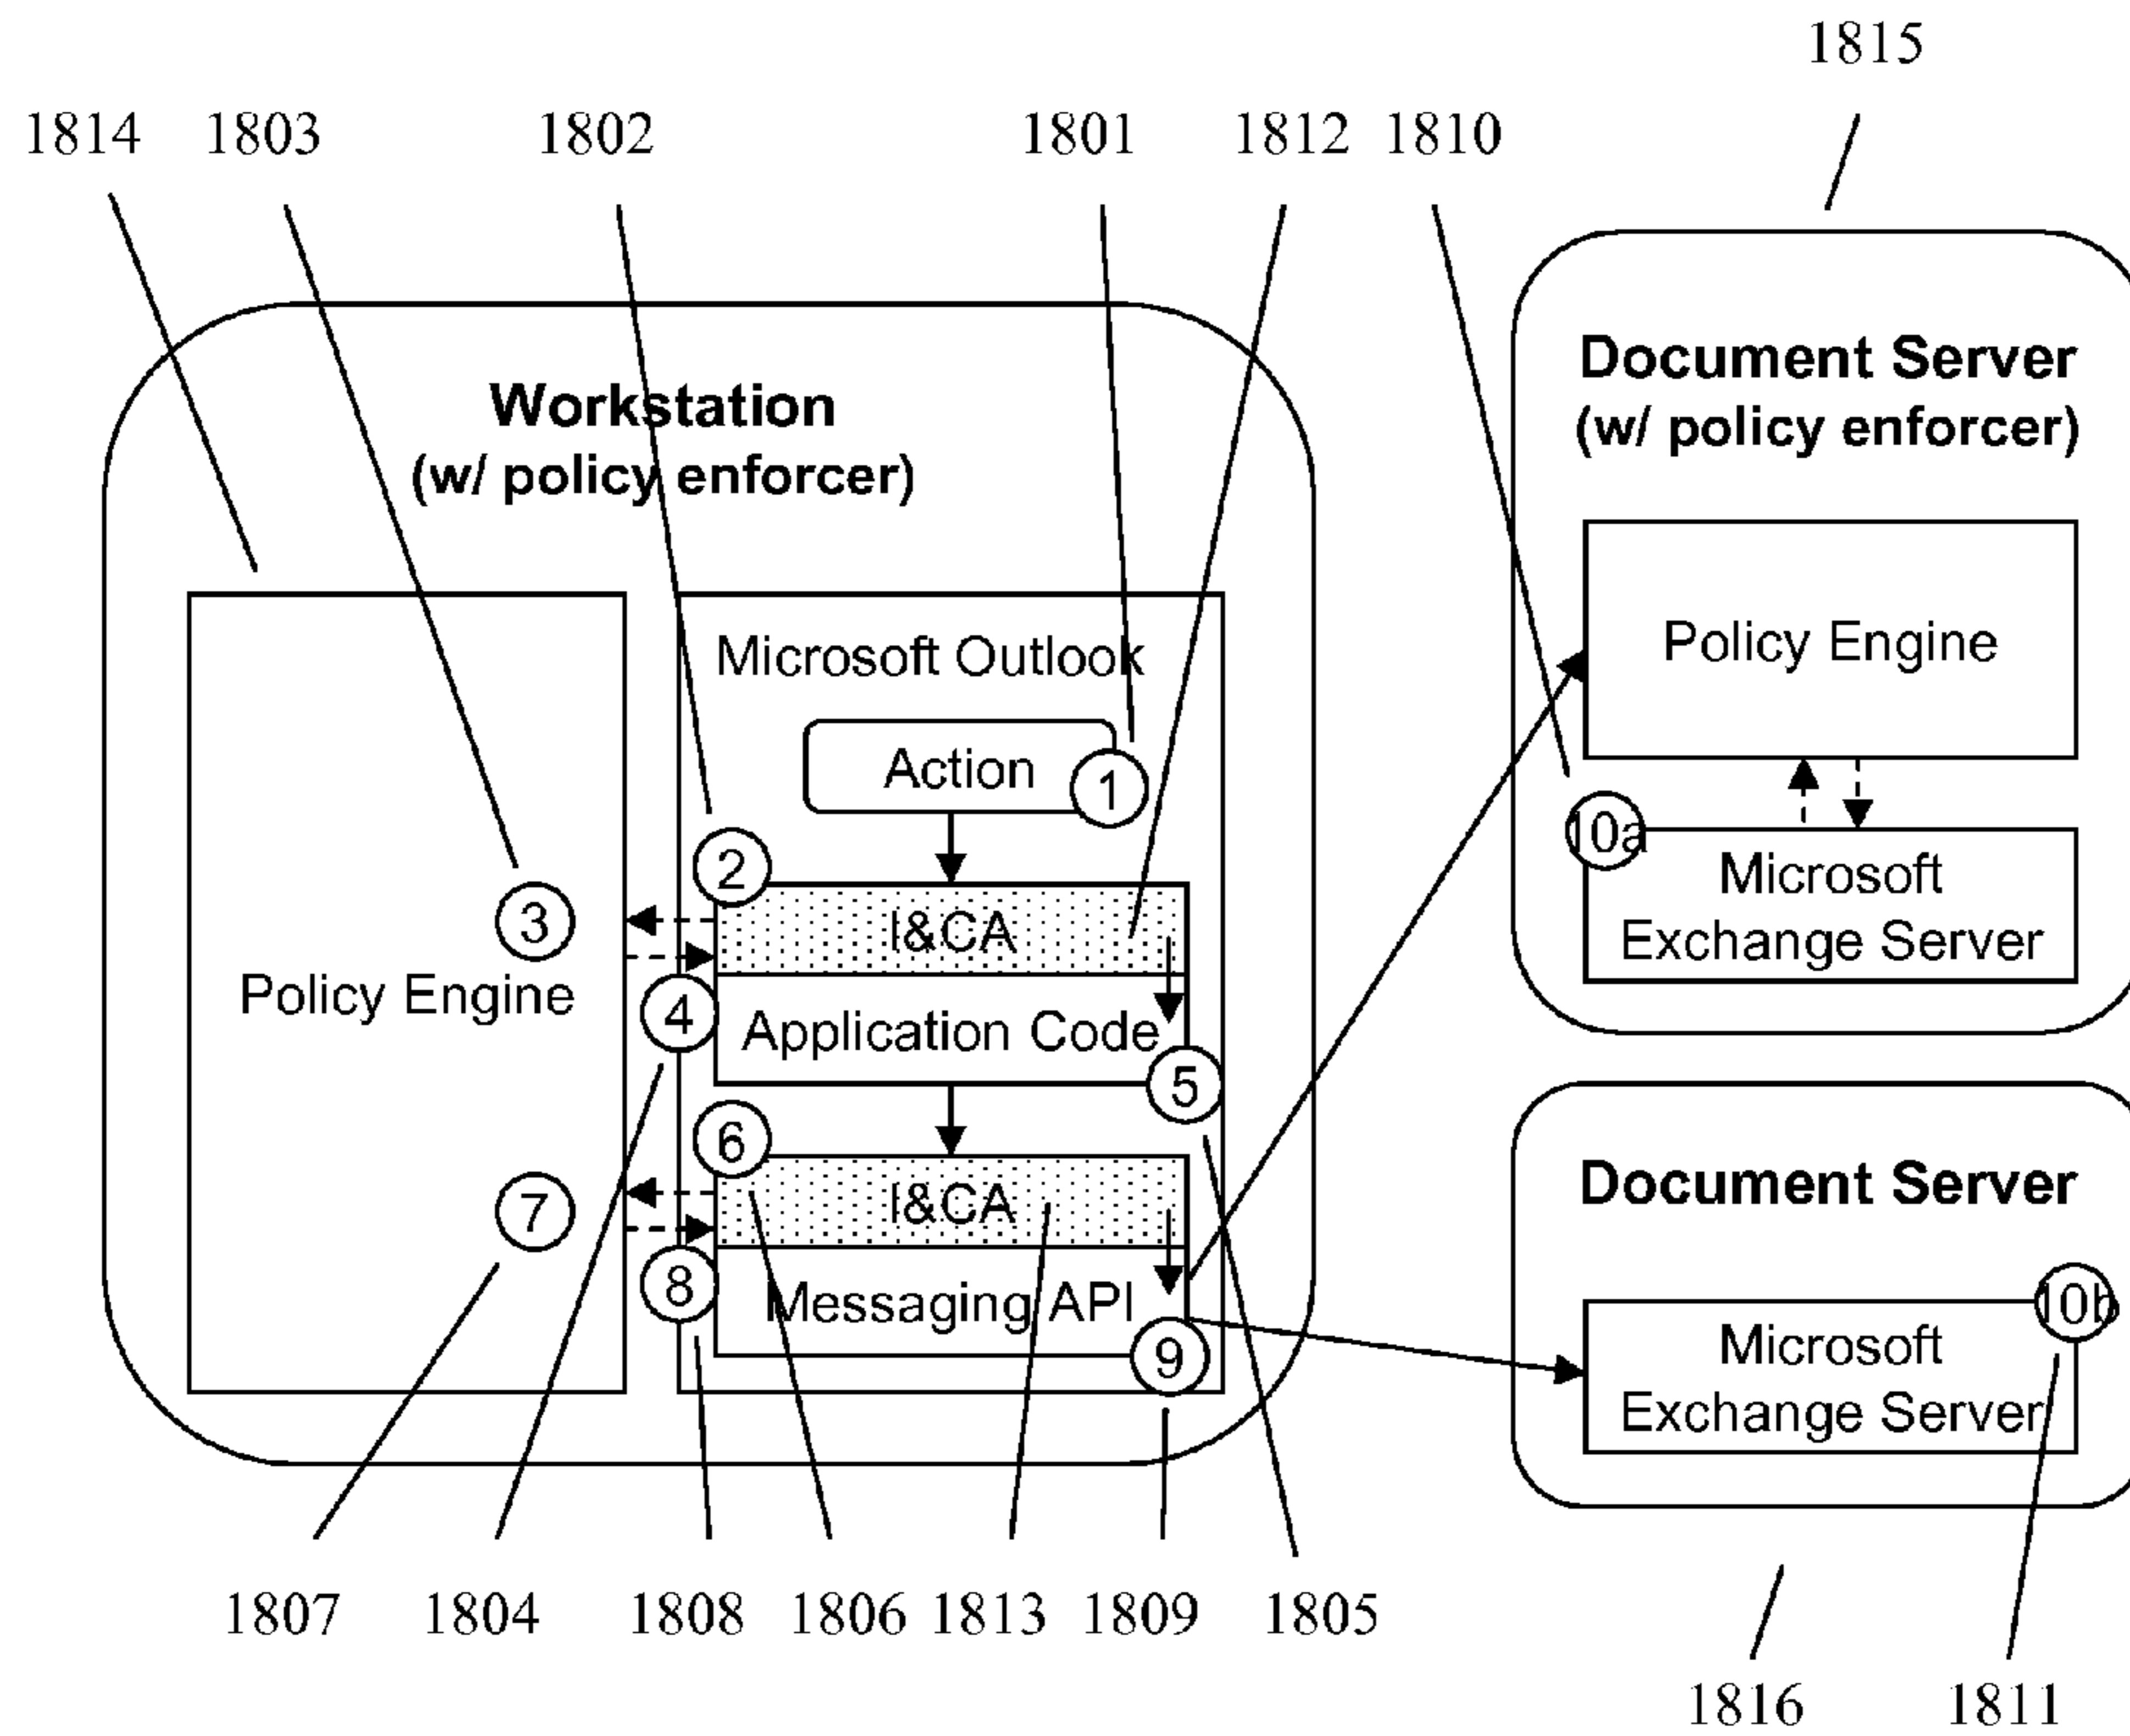 1815
1814 1803 1802 1801 1812 1810
Workstation
(w/ policy enforcer)
Policy Engine
3
7
Microsoft Outlook
Action
1
2
I&CA
4
Application Code
5
6
I&CA
8
Messaging API
9
Document Server
(w/ policy enforcer)
Policy Engine
10a
Microsoft
Exchange Server
Document Server
10b
Microsoft
Exchange Server
1807 1804 1808 1806 1813 1809 1805
1816 1811